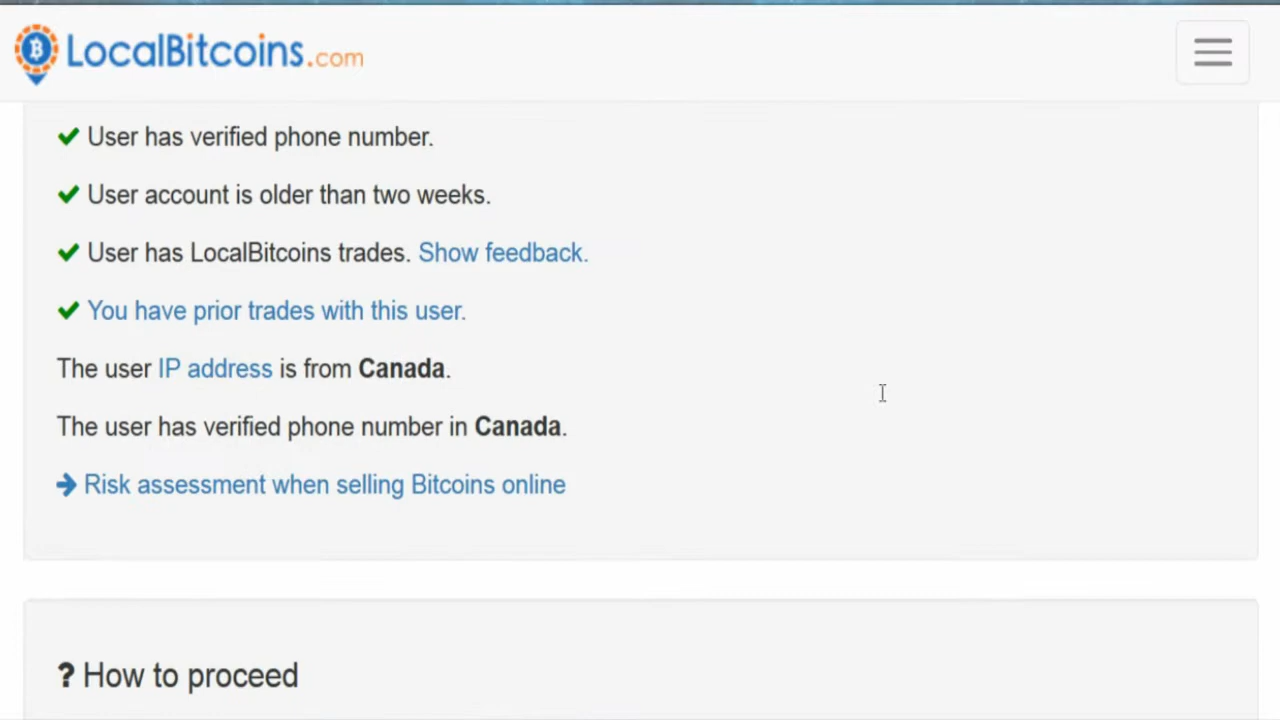 LocalBitcoins.com
User has verified phone number.
User account is older than two weeks.
User has LocalBitcoins trades. Show feedback.
You have prior trades with this user.
The user IP address is from Canada.
The user has verified phone number in Canada.
Risk assessment when selling Bitcoins online
? How to proceed